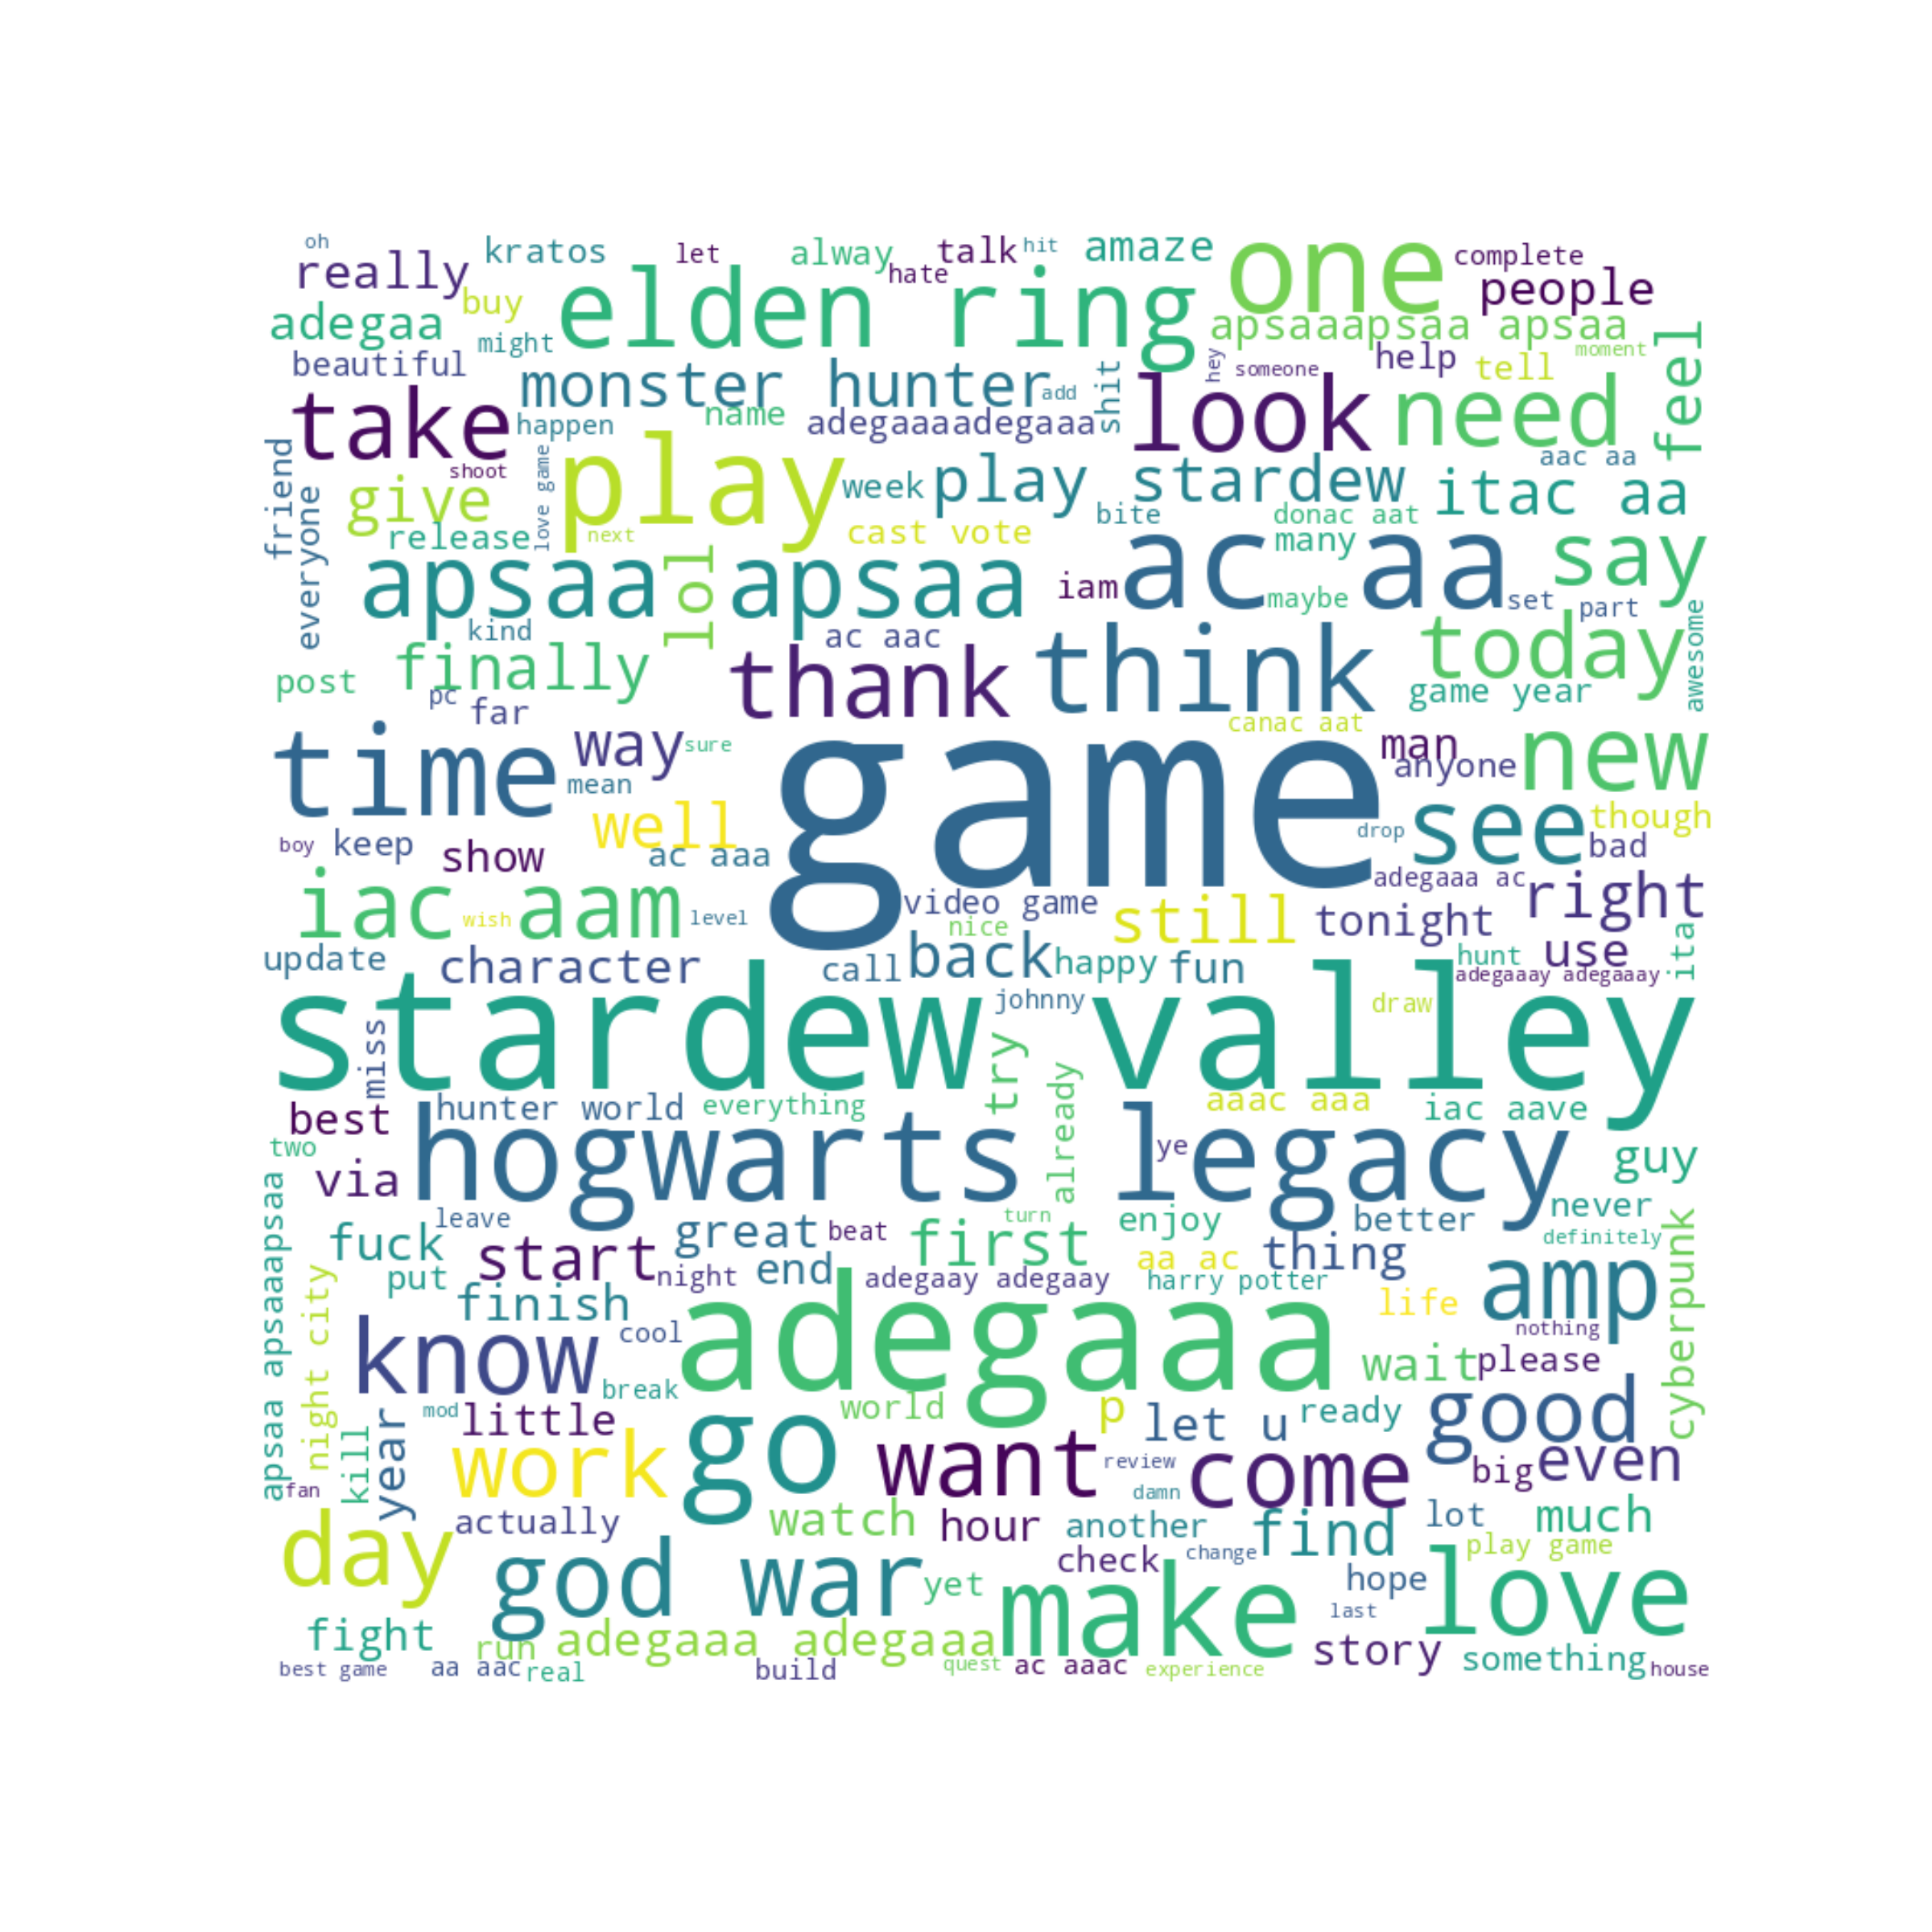 oh
really
kratos
let
alway
talk
hit
amaze
one
complete
people
adegaa
buy
elden ring
hate
apsaaapsaa apsaa
feel
beautiful
might
monster hunter
add
shit
hey
someone
help
tell
moment
take
happen
name
adegaaaadegaaa
look
need
friend
everyone
shoot
give
love game
play
week
play
stardew
aac aa
itac aa
release
next
cast vote
bite
donac aat
many
say
apsaa apsaa
lol
iam
ac aa
maybe
set
part
kind
ac aac
today
awesome
post
finally
pc
far
thank
think
game year
canac aat
time
way
sure
mean
game
man
anyone
new
well
drop
see
though
boy
keep
show
ac aaa
bad
iac aam
wish
level
video game
nice
still
adegaaa ac
right
tonight
update
character
call
back
happy
fun
hunt
use
ita
adegaaay adegaaay
stardew valley
johnny
draw
miss
try
already
best
hunter world
everything
aaac aaa
iac aave
two
via
hogwarts legacy
ye
guy
apsaa apsaaapsaa
leave
fuck
start
great
beat
first
turn
enjoy
better
never
definitely
cyberpunk
put
night
end
adegaay adegaay
aa ac
thing
harry potter
amp
night city
finish
life
nothing
know
cool
adegaaa
wait
please
break
world
kill
year
mod
little
go
p
let u
ready
good
fan
work
want
review
damn
come
big
even
day
actually
watch
hour
another
find
lot
much
god war
yet
check
change
play game
make
hope
last
love
fight
run
adegaaa adegaaa
story
something
best game
aa aac
real
build
quest
ac aaac
experience
house